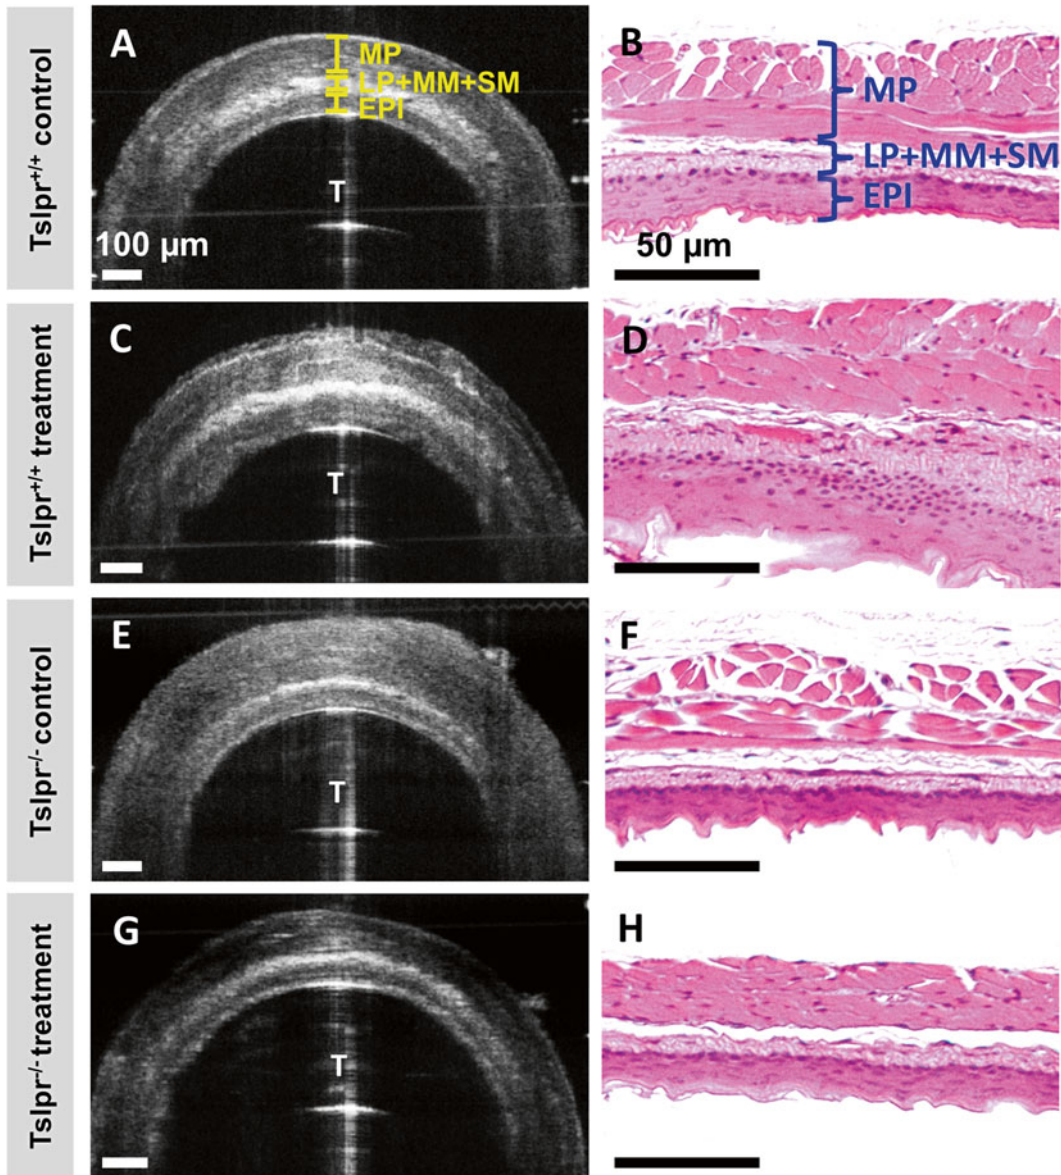 Tslpr+/+ control
A
MP
LP+MM+SM
EPI
T
100 µm
B
MP
LP+MM+SM
EPI
50 µm
Tslpr+/+ treatment
C
T
D
Tslpr-/- control
E
T
F
Tslpr-/- treatment
G
T
H